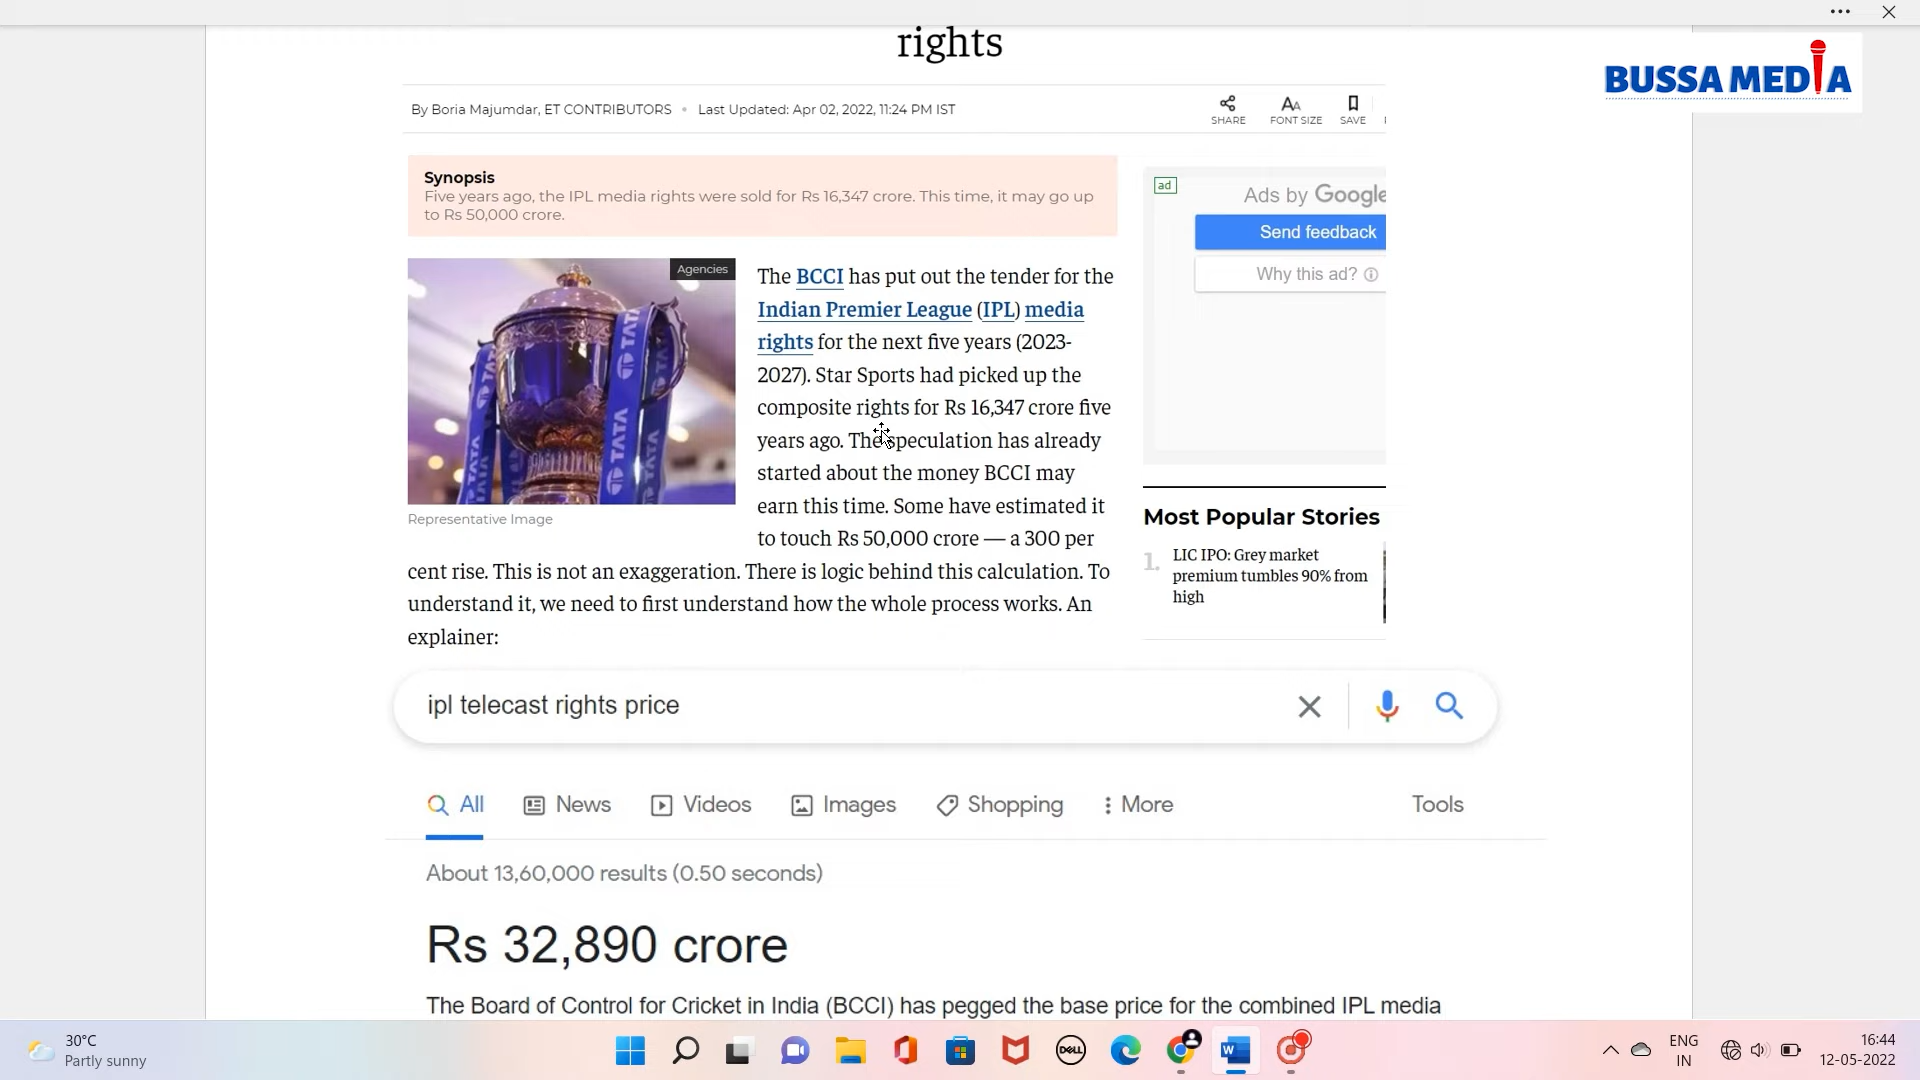 rights
BUSSA MEDIA
By Boria Majumdar, ET CONTRIBUTORS • Last Updated: Apr 02, 2022, 11:24 PM IST
SHARE
AA
FONT SIZE
SAVE
Synopsis
Five years ago, the IPL media rights were sold for Rs 16,347 crore. This time, it may go up
to Rs 50,000 crore.
Agencies
TATA
TATA
TATA
TATA
Representative Image
The BCCI has put out the tender for the
Indian Premier League (IPL) media
rights for the next five years (2023-
2027). Star Sports had picked up the
composite rights for Rs 16,347 crore five
years ago. The speculation has already
started about the money BCCI may
earn this time. Some have estimated it
to touch Rs 50,000 crore — a 300 per
cent rise. This is not an exaggeration. There is logic behind this calculation. To
understand it, we need to first understand how the whole process works. An
explainer:
ad
Ads by Google
Send feedback
Why this ad?
Most Popular Stories
1. LIC IPO: Grey market
premium tumbles 90% from
high
ipl telecast rights price
All News Videos Images Shopping More Tools
About 13,60,000 results (0.50 seconds)
Rs 32,890 crore
The Board of Control for Cricket in India (BCCI) has pegged the base price for the combined IPL media
30°C
Partly sunny
DELL
W
ENG
IN
16:44
12-05-2022